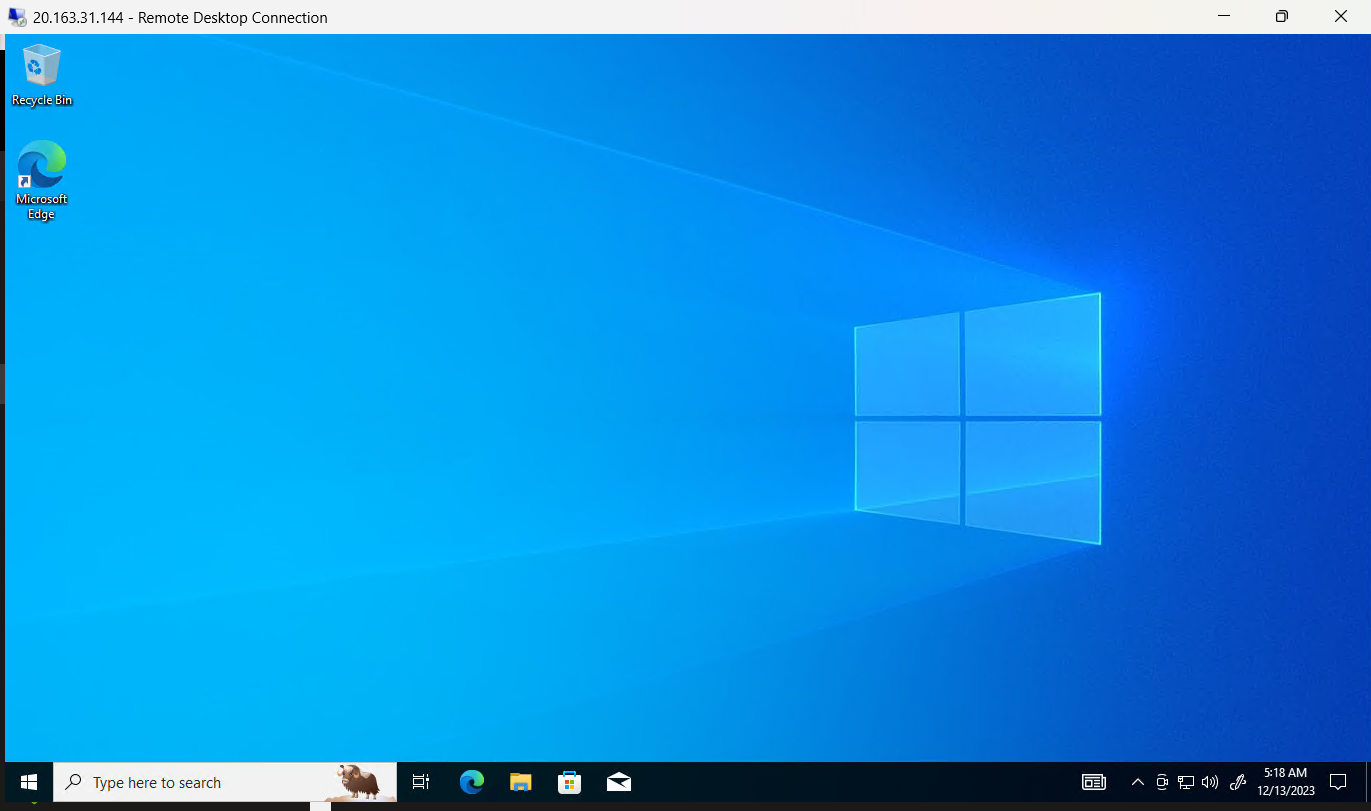 20.163.31.144 - Remote Desktop Connection
Recycle Bin
Microsoft
Edge
Type here to search
5:18 AM
12/13/2023